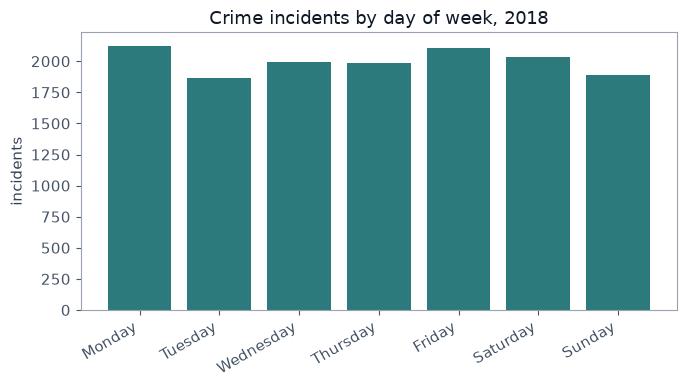 Crime incidents by day of week, 2018
incidents
2000
1750
1500
1250
1000
750
500
250
0
Monday
Tuesday
Wednesday
Thursday
Friday
Saturday
Sunday